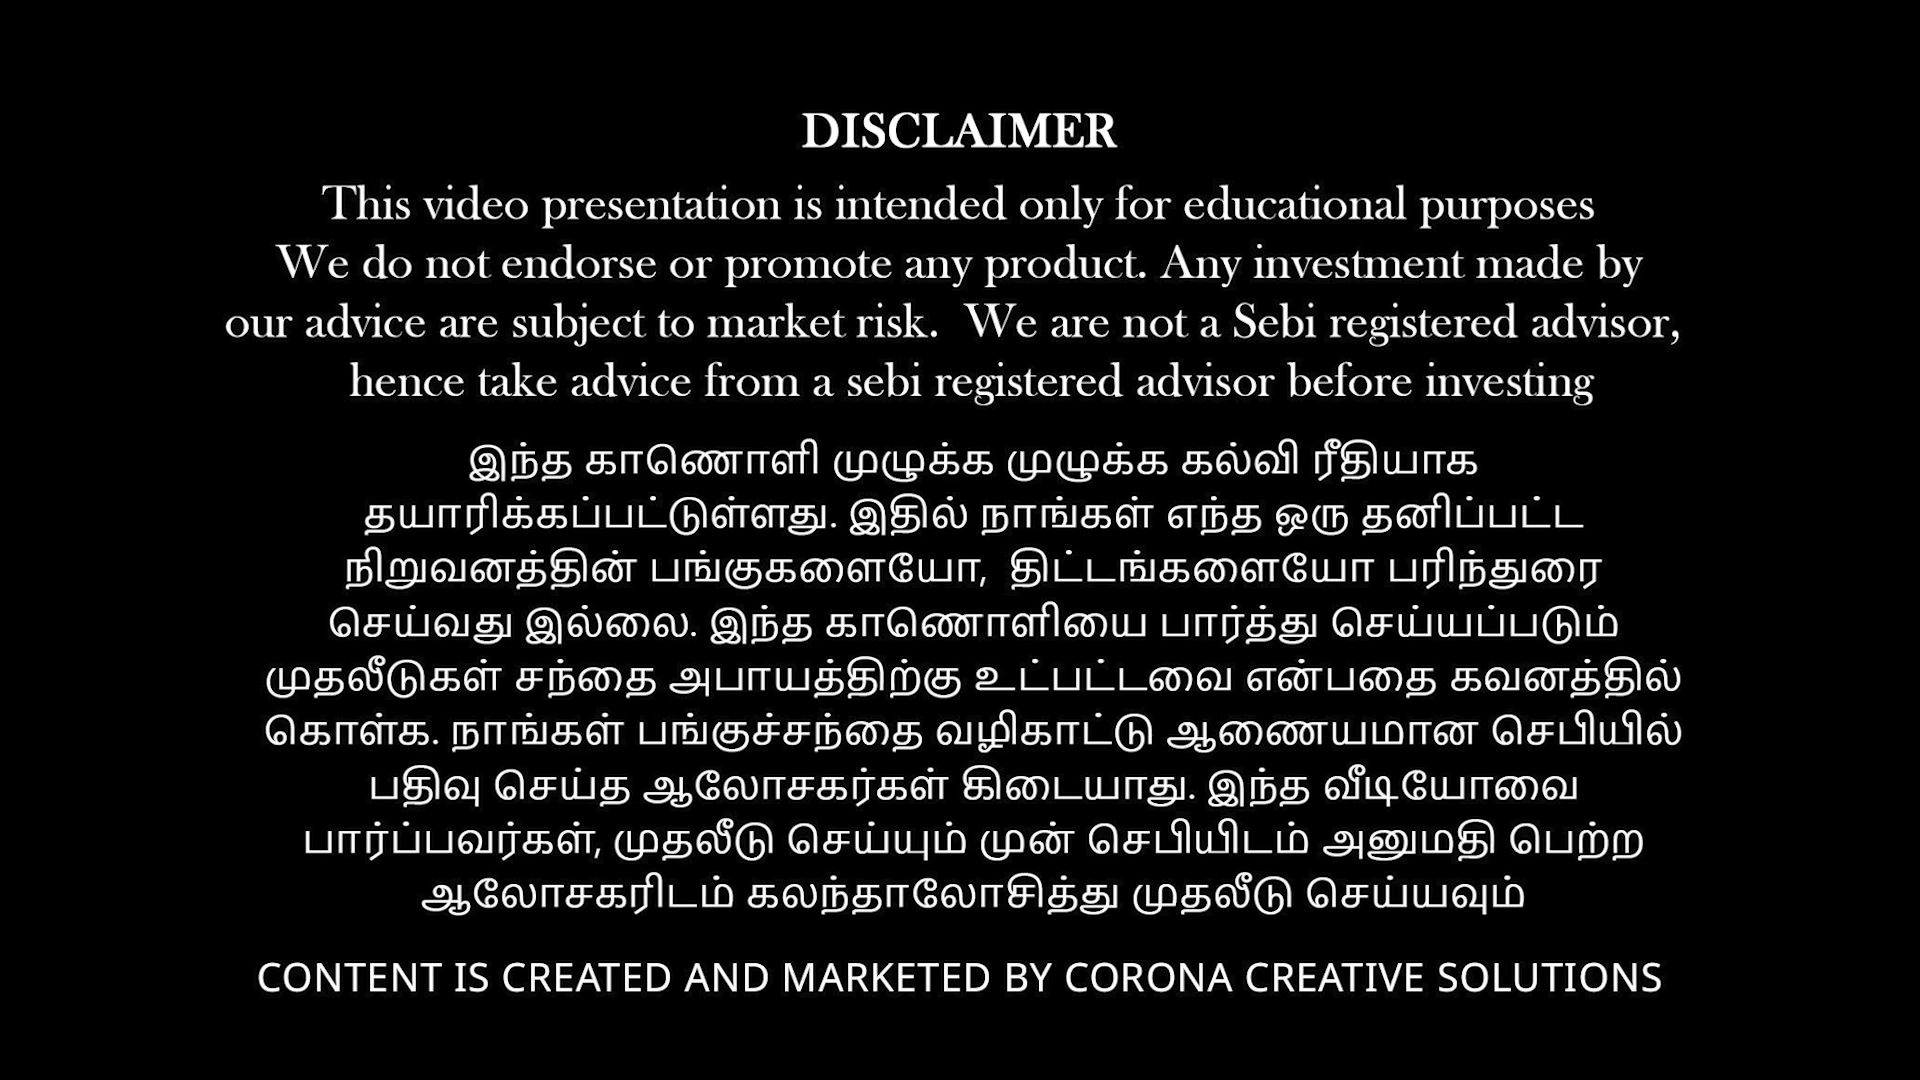 DISCLAIMER
This video presentation is intended only for educational purposes
We do not endorse or promote any product. Any investment made by
our advice are subject to market risk.  We are not a Sebi registered advisor,
hence take advice from a sebi registered advisor before investing
இந்த காணொளி முழுக்க முழுக்க கல்வி ரீதியாக
தயாரிக்கப்பட்டுள்ளது. இதில் நாங்கள் எந்த ஒரு தனிப்பட்ட
நிறுவனத்தின் பங்குகளையோ,  திட்டங்களையோ பரிந்துரை
செய்வது இல்லை. இந்த காணொளியை பார்த்து செய்யப்படும்
முதலீடுகள் சந்தை அபாயத்திற்கு உட்பட்டவை என்பதை கவனத்தில்
கொள்க. நாங்கள் பங்குச்சந்தை வழிகாட்டு ஆணையமான செபியில்
பதிவு செய்த ஆலோசகர்கள் கிடையாது. இந்த வீடியோவை
பார்ப்பவர்கள், முதலீடு செய்யும் முன் செபியிடம் அனுமதி பெற்ற
ஆலோசகரிடம் கலந்தாலோசித்து முதலீடு செய்யவும்
CONTENT IS CREATED AND MARKETED BY CORONA CREATIVE SOLUTIONS